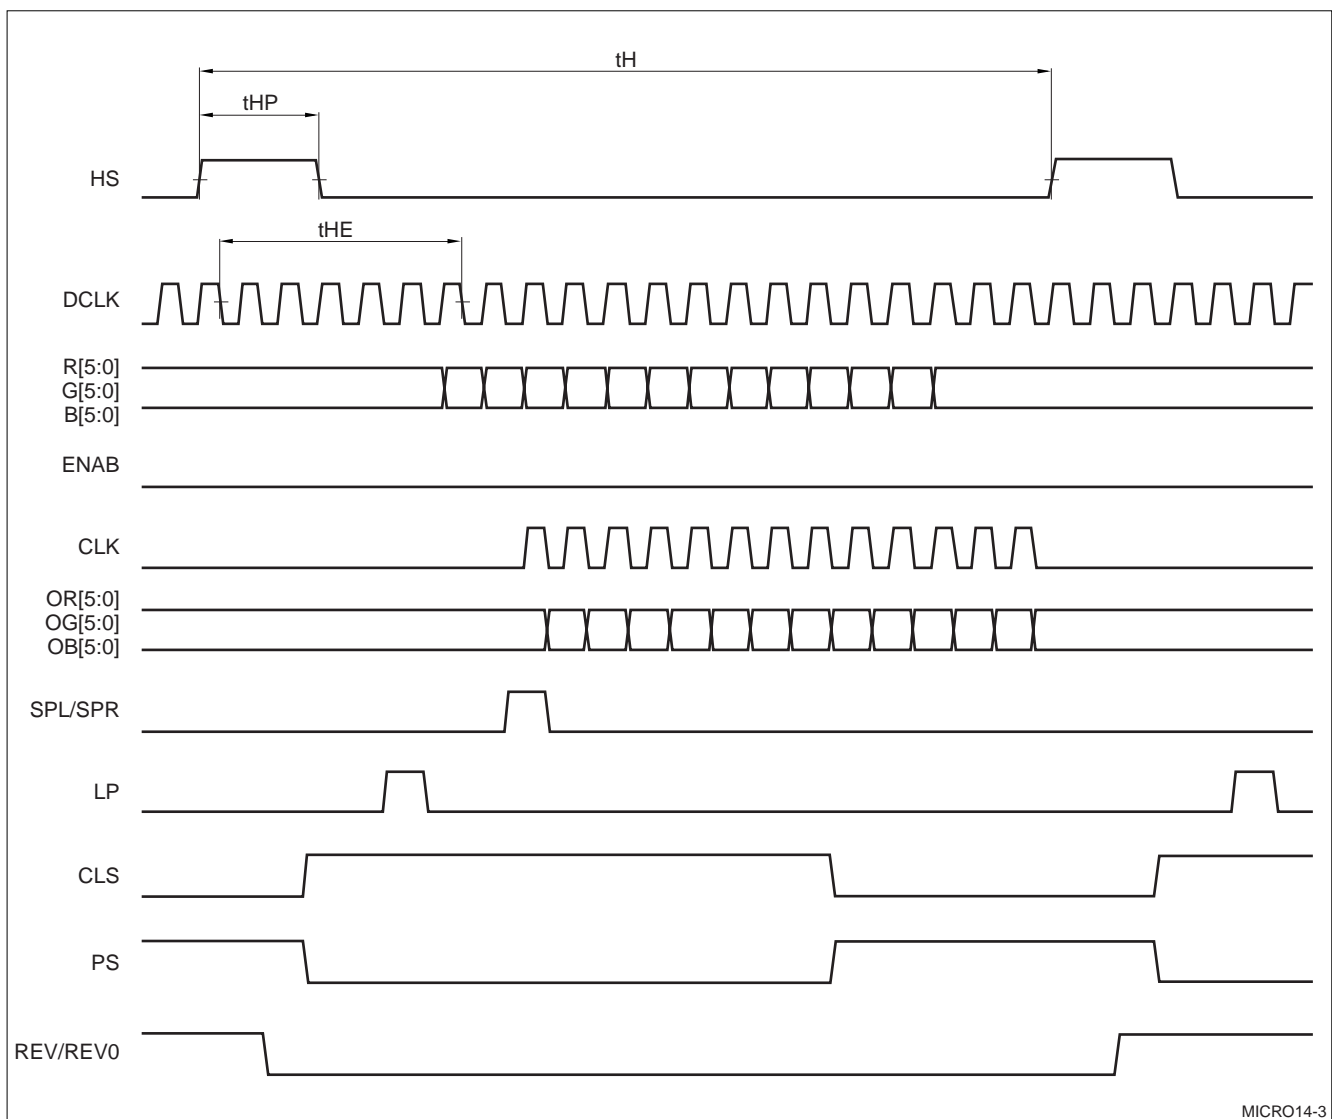 tH
tHP
HS
tHE
DCLK
R[5:0]
G[5:0]
B[5:0]
ENAB
CLK
OR[5:0]
OG[5:0]
OB[5:0]
SPL/SPR
LP
CLS
PS
REV/REV0
MICRO14-3